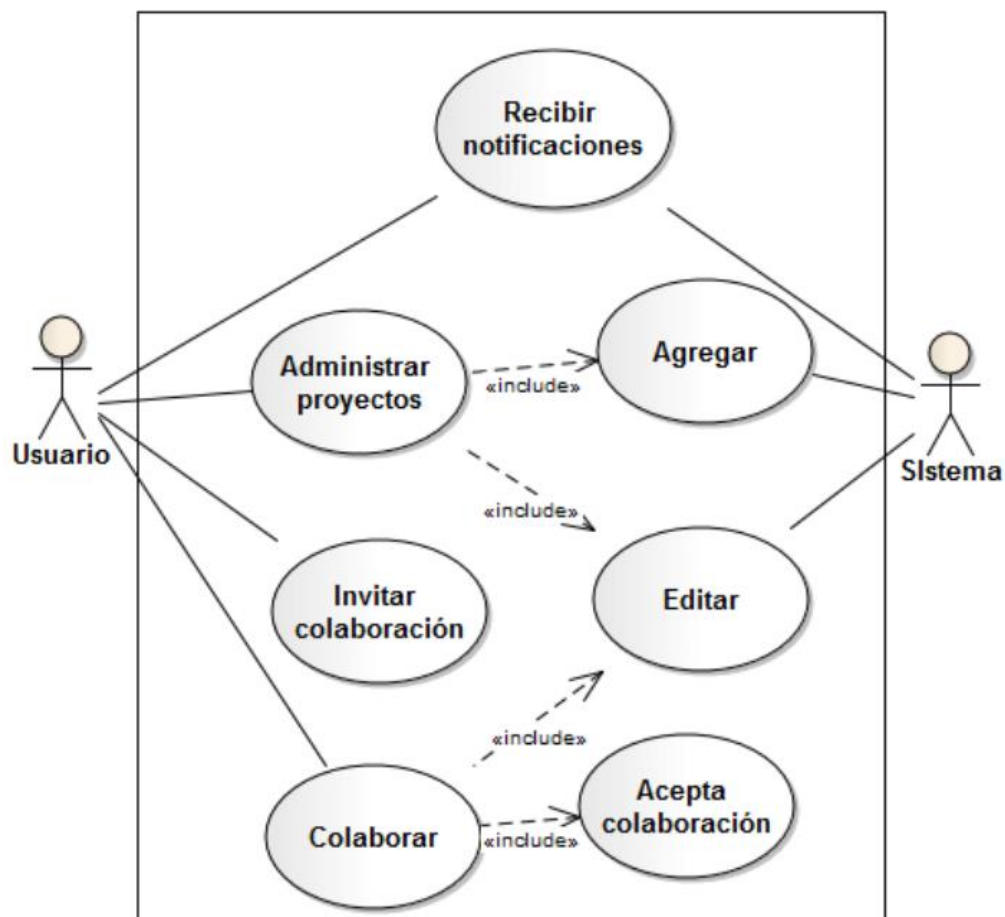 Recibir
notificaciones
Administrar
proyectos
Agregar
«include»
Usuario
SIstema
«include»
Invitar
colaboración
Editar
«include»
Colaborar
Acepta
colaboración
«include»